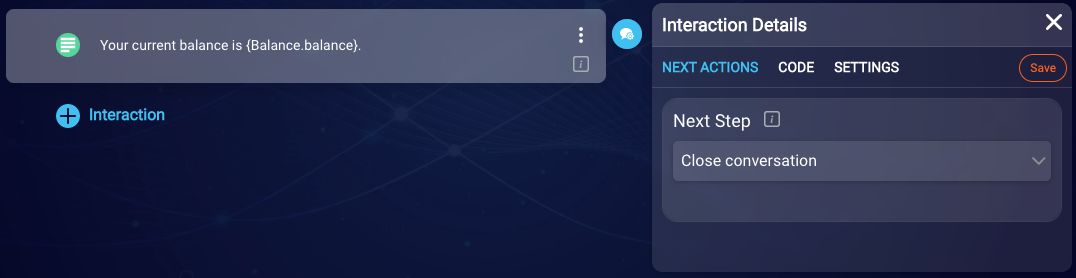 Your current balance is {Balance.balance}.
i
Interaction
Interaction Details
NEXT ACTIONS CODE SETTINGS Save
Next Step i
Close conversation